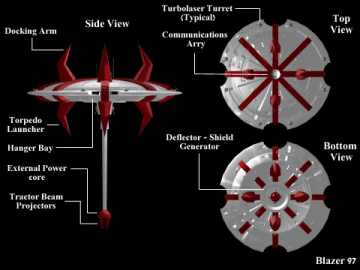 Side View
Docking Arm
Torpedo
Launcher
Hanger Bay
External Power
core
Tractor Beam
Projectors
Turbolaser Turret
(Typical)
Communications
Arry
Top
View
Deflector - Shield
Generator
Bottom
View
Blazer 97